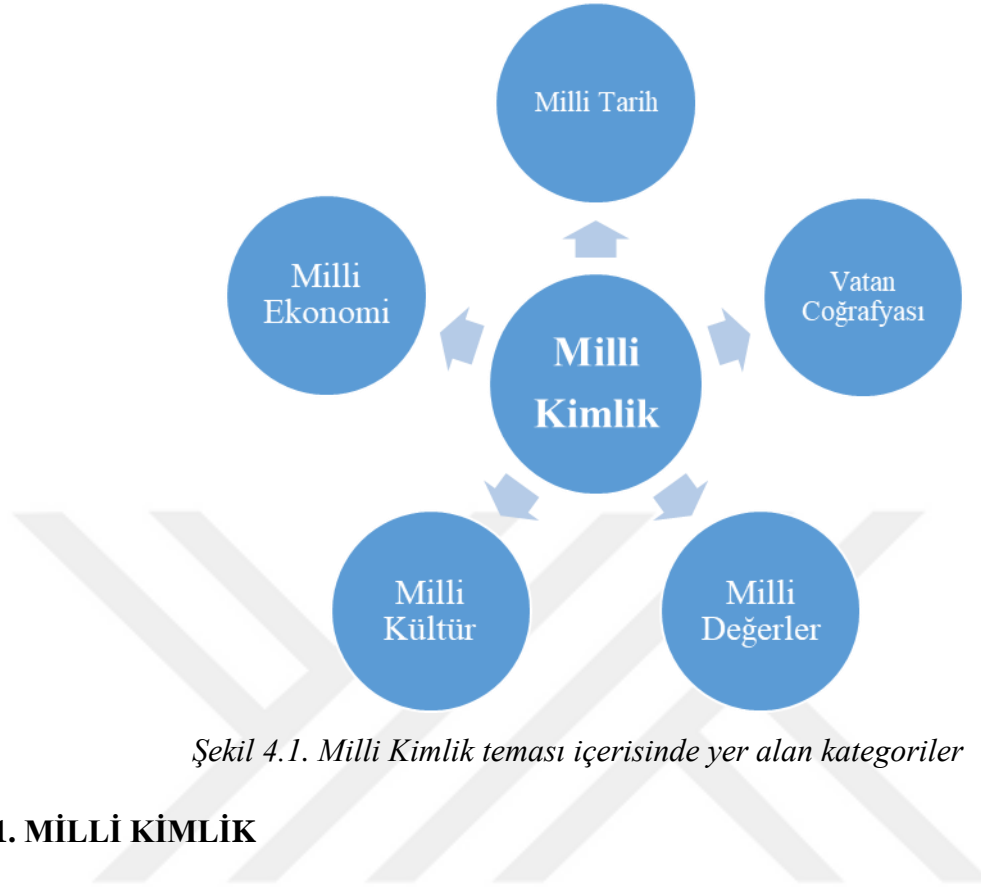 Milli Tarih
Milli
Ekonomi
Vatan
Coğrafyası
Milli
Kimlik
Milli
Kültür
Milli
Değerler
Şekil 4.1. Milli Kimlik teması içerisinde yer alan kategoriler
1. MİLLİ KİMLİK